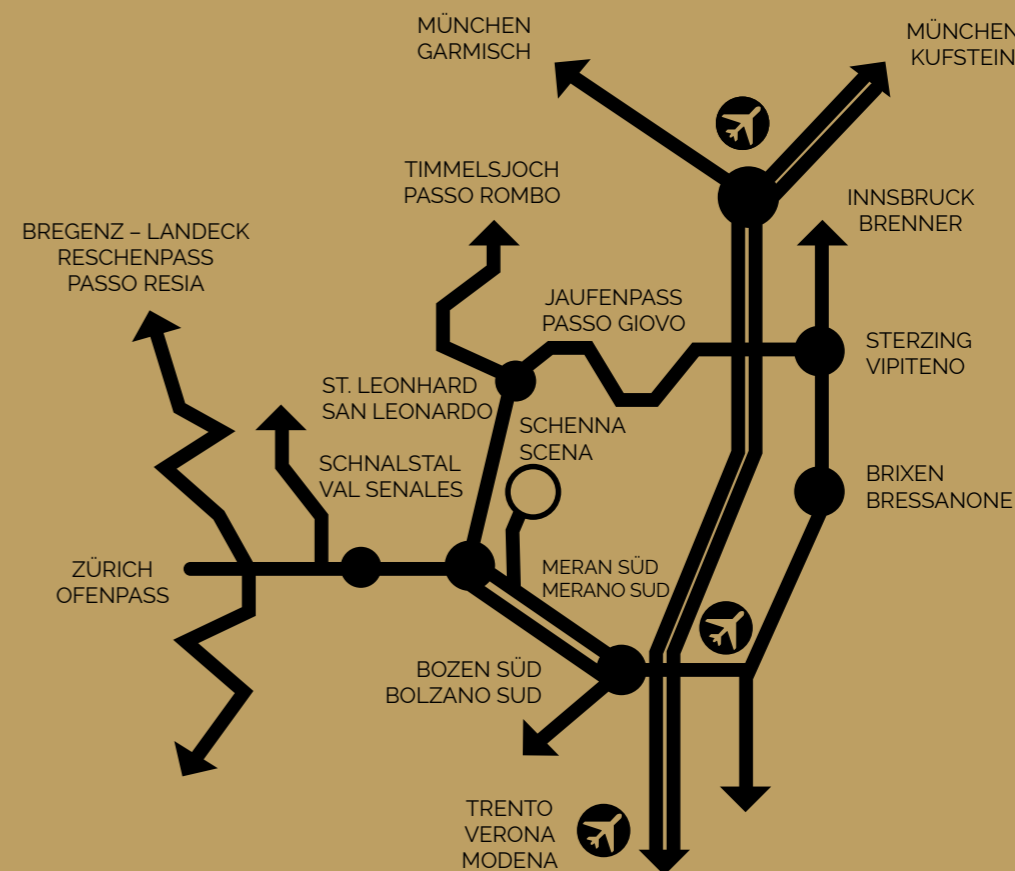 MÜNCHEN
GARMISCH
MÜNCHEN
KUFSTEIN
TIMMELSJOCH
PASSO ROMBO
INNSBRUCK
BRENNER
BREGENZ – LANDECK
RESCHENPASS
PASSO RESIA
JAUFENPASS
PASSO GIOVO
STERZING
VIPITENO
ST. LEONHARD
SAN LEONARDO
SCHENNA
SCENA
SCHNALSTAL
VAL SENALES
BRIXEN
BRESSANONE
ZÜRICH
OFENPASS
MERAN SÜD
MERANO SUD
BOZEN SÜD
BOLZANO SUD
TRENTO
VERONA
MODENA